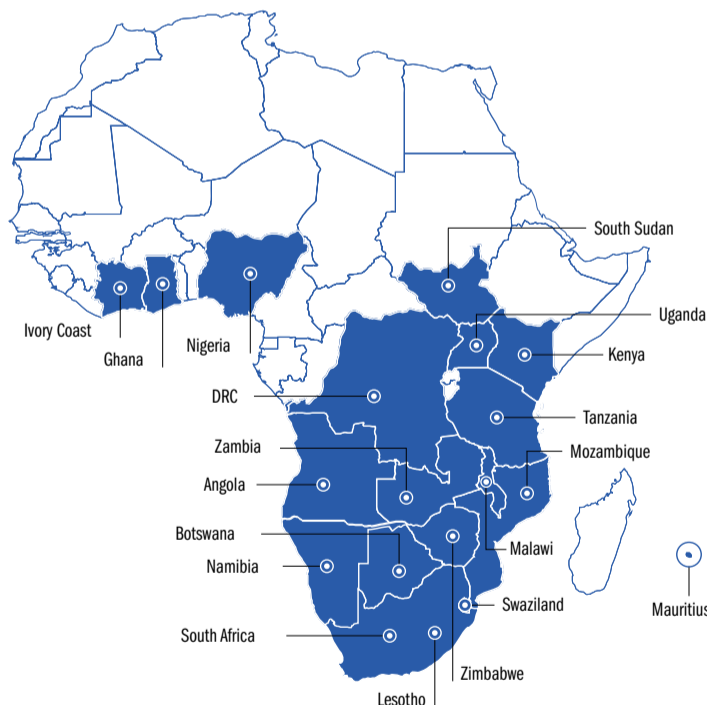 South Sudan
Uganda
Ivory Coast
Ghana
Nigeria
Kenya
DRC
Tanzania
Zambia
Mozambique
Angola
Botswana
Malawi
Namibia
Swaziland
Mauritius
South Africa
Zimbabwe
Lesotho